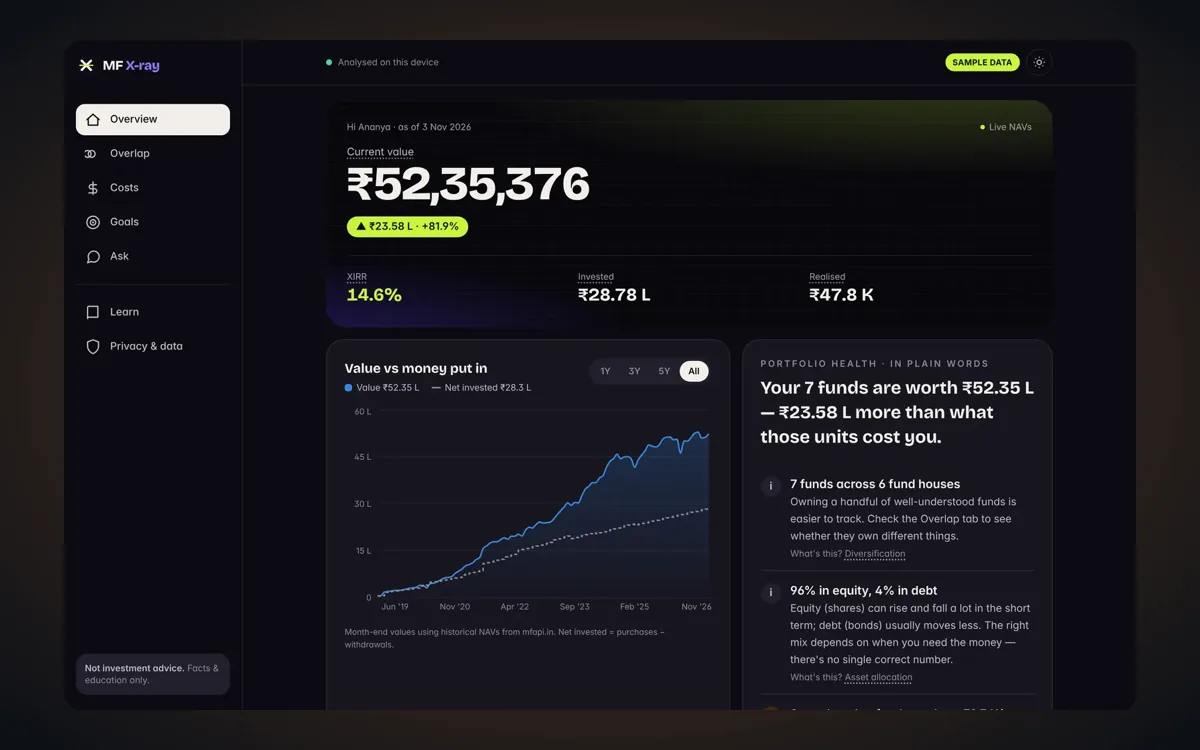 MF X-ray
Analysed on this device
SAMPLE DATA
Overview
Overlap
Costs
Goals
Ask
Learn
Privacy & data
Not investment advice. Facts &
education only.
Hi Ananya · as of 3 Nov 2026
Live NAVs
Current value
₹52,35,376
▲ ₹23.58 L · +81.9%
XIRR
14.6%
Invested
₹28.78 L
Realised
₹47.8 K
Value vs money put in
Value ₹52.35 L
Net invested ₹28.3 L
1Y
3Y
5Y
All
60 L
45 L
30 L
15 L
0
Jun '19
Nov '20
Apr '22
Sep '23
Feb '25
Nov '26
Month-end values using historical NAVs from mfapi.in. Net invested = purchases −
withdrawals.
PORTFOLIO HEALTH · IN PLAIN WORDS
Your 7 funds are worth ₹52.35 L
— ₹23.58 L more than what
those units cost you.
i
7 funds across 6 fund houses
Owning a handful of well-understood funds is
easier to track. Check the Overlap tab to see
whether they own different things.
What's this? Diversification
i
96% in equity, 4% in debt
Equity (shares) can rise and fall a lot in the short
term; debt (bonds) usually moves less. The right
mix depends on when you need the money —
there's no single correct number.
What's this? Asset allocation